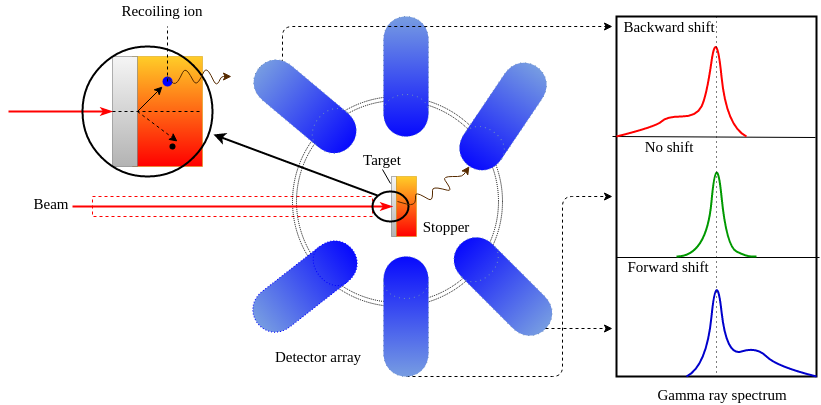 Recoiling ion
Backward shift
No shift
Target
Beam
Stopper
Forward shift
Detector array
Gamma ray spectrum